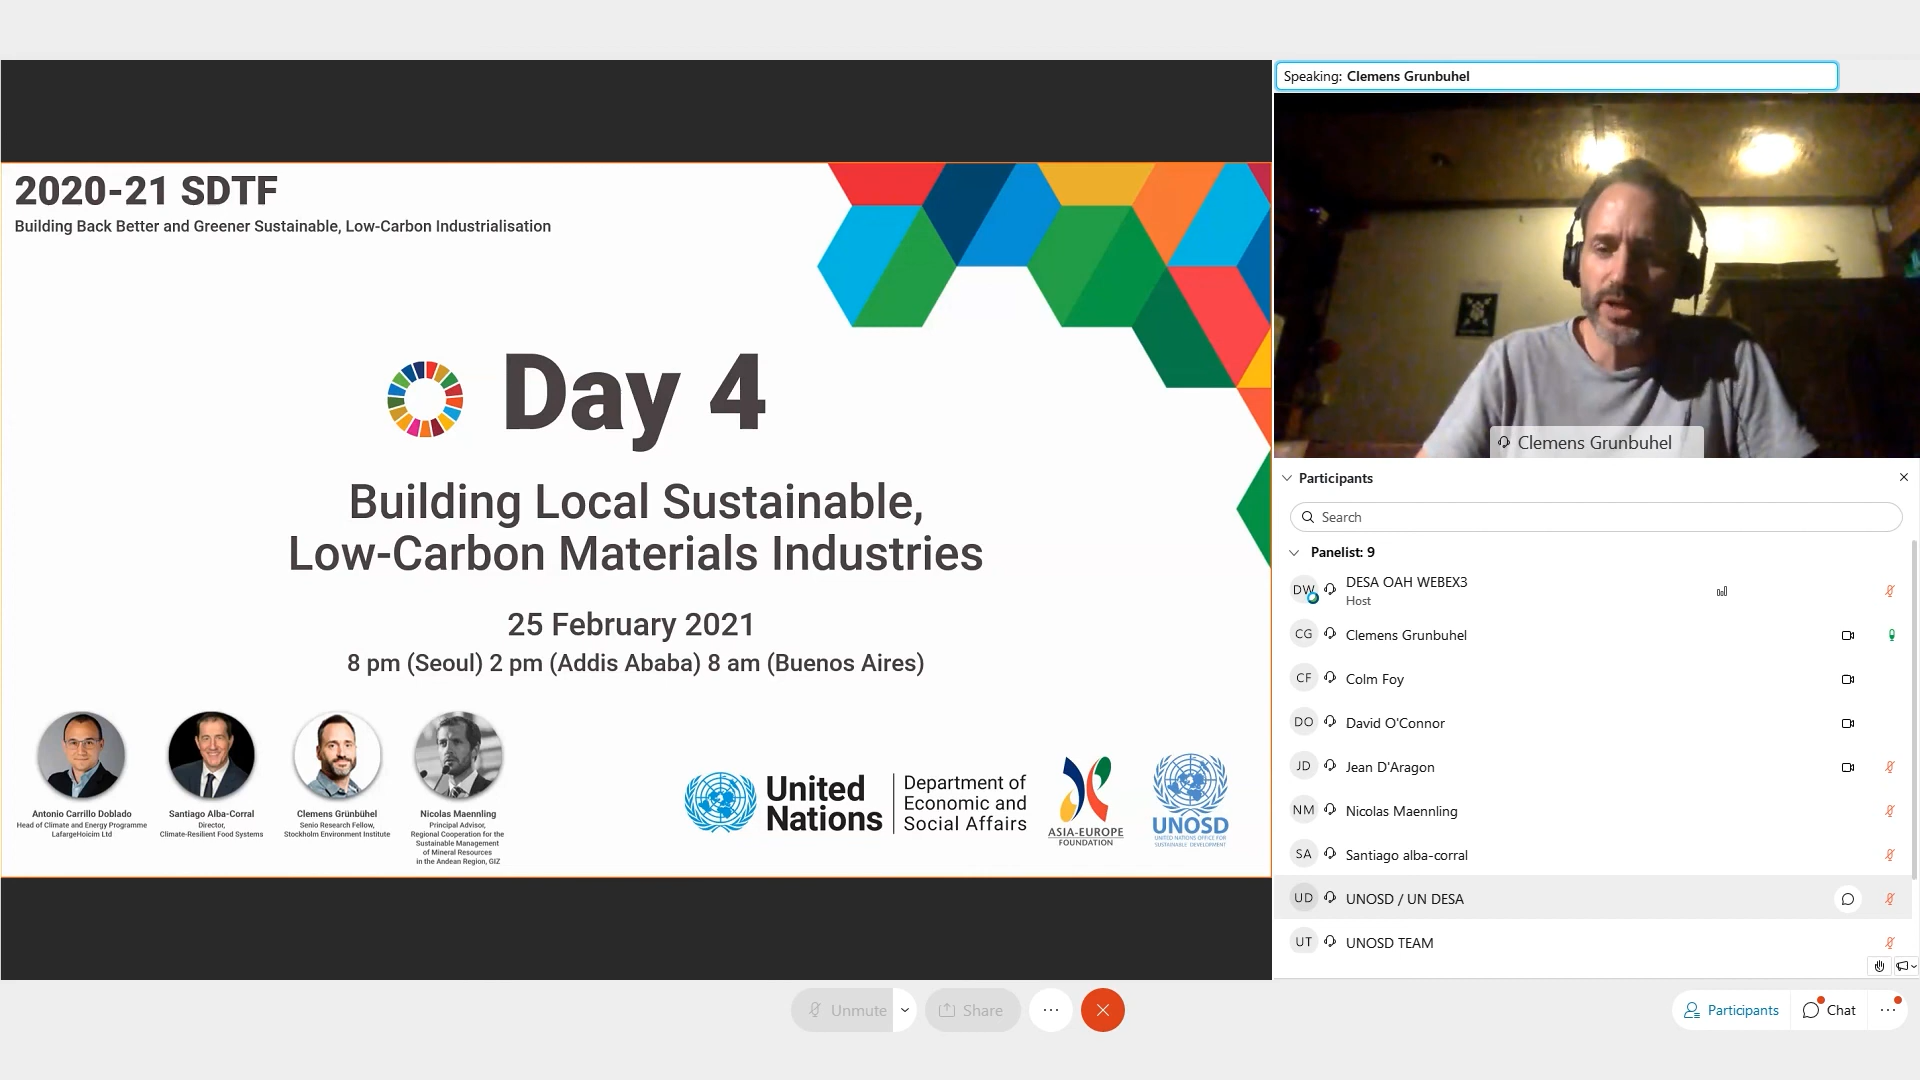 2020-21 SDTF
Building Back Better and Greener Sustainable, Low-Carbon Industrialisation
Day 4
Building Local Sustainable,
Low-Carbon Materials Industries
25 February 2021
8 pm (Seoul) 2 pm (Addis Ababa) 8 am (Buenos Aires)
Antonio Carrillo Doblado
Head of Climate and Energy Programme
LafargeHolcim Ltd
Santiago Alba-Corral
Director,
Climate-Resilient Food Systems
Clemens Grünbühel
Senio Research Fellow,
Stockholm Environment Institute
Nicolas Maennling
Principal Advisor,
Regional Cooperation for the
Sustainable Management
of Mineral Resources
in the Andean Region, GIZ
United
Nations
Department of
Economic and
Social Affairs
ASIA-EUROPE
FOUNDATION
UNOSD
UNITED NATIONS OFFICE FOR
SUSTAINABLE DEVELOPMENT
Speaking: Clemens Grunbuhel
Clemens Grunbuhel
Participants
Search
Panelist: 9
DW DESA OAH WEBEX3
Host
CG Clemens Grunbuhel
CF Colm Foy
DO David O'Connor
JD Jean D'Aragon
NM Nicolas Maennling
SA Santiago alba-corral
UD UNOSD / UN DESA
UT UNOSD TEAM
Unmute
Share
Participants
Chat